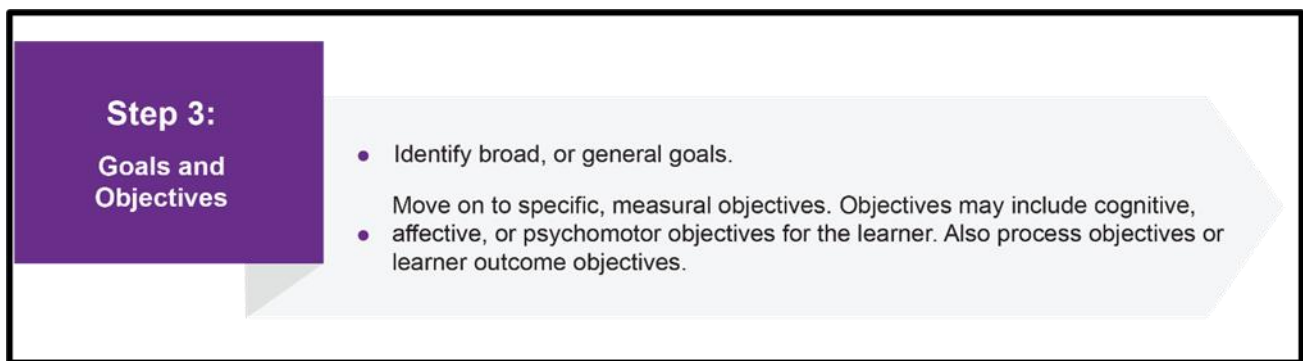 Step 3:
Goals and
Objectives
• Identify broad, or general goals.
Move on to specific, measural objectives. Objectives may include cognitive,
• affective, or psychomotor objectives for the learner. Also process objectives or
learner outcome objectives.